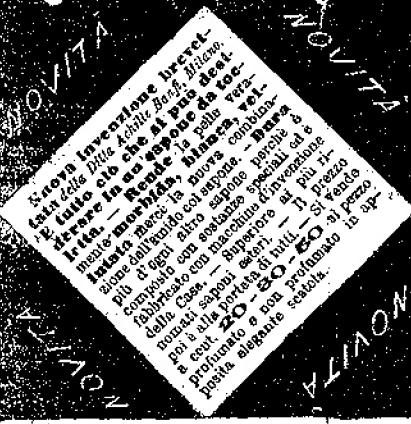 NOVITÀ
NOVITÀ
Nuova invenzione brevet-
tata della Ditta Achille Banfi, Milano.
È tutto ciò che si può desi-
derare in un sapone da toe-
letta. — Rende la pelle vera-
mente morbida, bianca, vel-
lutata mercè la nuova combina-
zione dell'amido col sapone. — Dura
più d'ogni altro sapone perchè è
composto con sostanze speciali ed è
fabbricato con macchina d'invenzione
della Casa. — Superiore ai più ri-
nomati saponi esteri. — Il prezzo
poi è alla portata di tutti. — Si vende
a cent. 20-30-50 al pezzo
profumato e non profumato in ap-
posita elegante scatola.
NOVITÀ
NOVITÀ